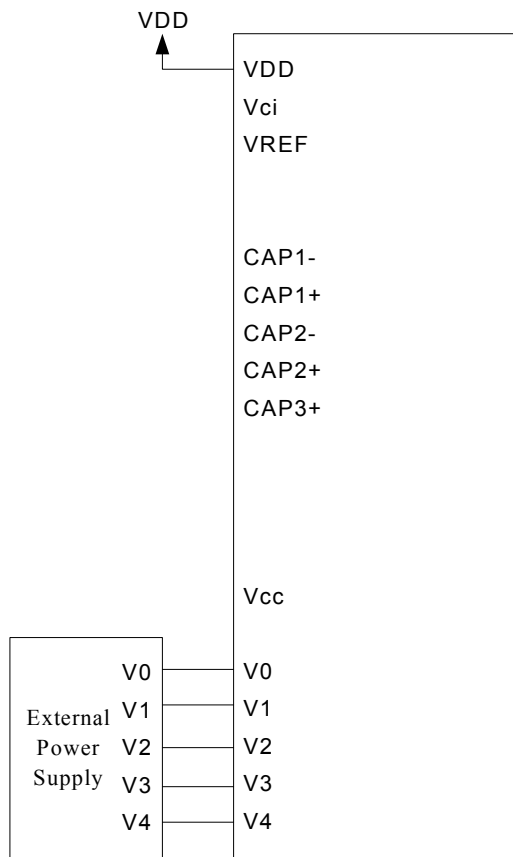 VDD
VDD
Vci
VREF
CAP1-
CAP1+
CAP2-
CAP2+
CAP3+
Vcc
External
Power
Supply
V0
V1
V2
V3
V4
V0
V1
V2
V3
V4